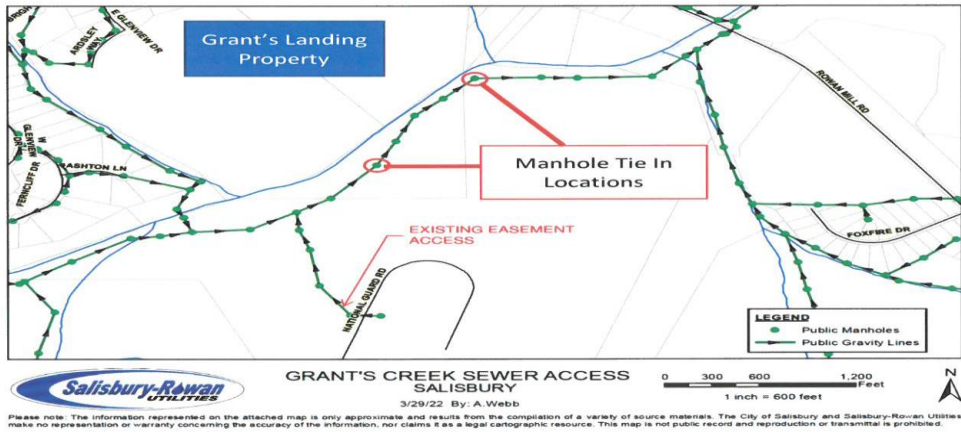 BRIGH
ARDSLEY
WAY
E GLENVIEW DR
Grant's Landing
Property
ROWAN MILL RD
W GLENVIEW DR
FERNCLIFF DR
RASHTON LN
Manhole Tie In
Locations
EXISTING EASEMENT
ACCESS
NATIONAL GUARD RD
FOXFIRE DR
LEGEND
Public Manholes
Public Gravity Lines
Salisbury-Rowan
UTILITIES
GRANT'S CREEK SEWER ACCESS
SALISBURY
3/29/22 By: A.Webb
0 300 600 1,200
Feet
1 inch = 600 feet
N
Please note: The information represented on the attached map is only approximate and results from the compilation of a variety of source materials. The City of Salisbury and Salisbury-Rowan Utilities
make no representation or warranty concerning the accuracy of the information, nor claims it as a legal cartographic resource. This map is not public record and reproduction or transmittal is prohibited.